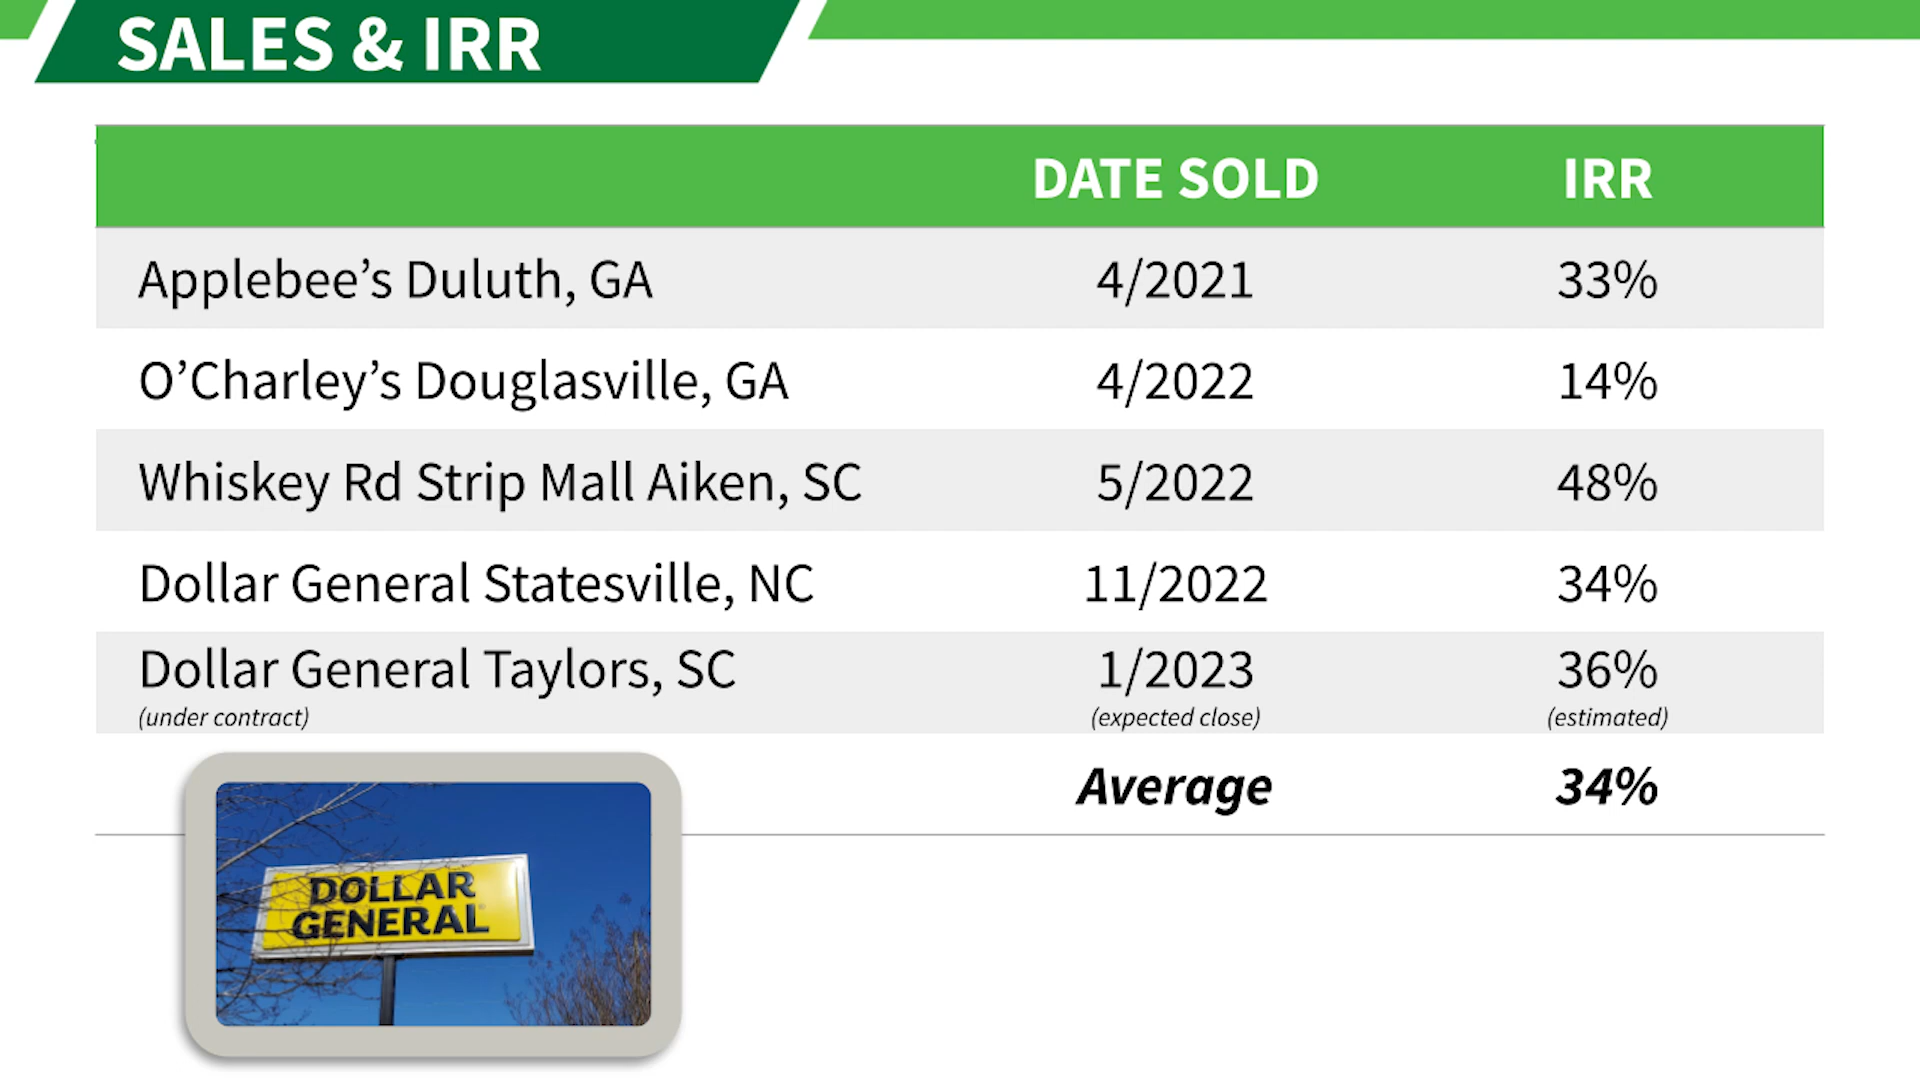 SALES & IRR
DATE SOLD IRR
Applebee’s Duluth, GA 4/2021 33%
O’Charley’s Douglasville, GA 4/2022 14%
Whiskey Rd Strip Mall Aiken, SC 5/2022 48%
Dollar General Statesville, NC 11/2022 34%
Dollar General Taylors, SC 1/2023 36%
(under contract) (expected close) (estimated)
Average 34%
DOLLAR
GENERAL